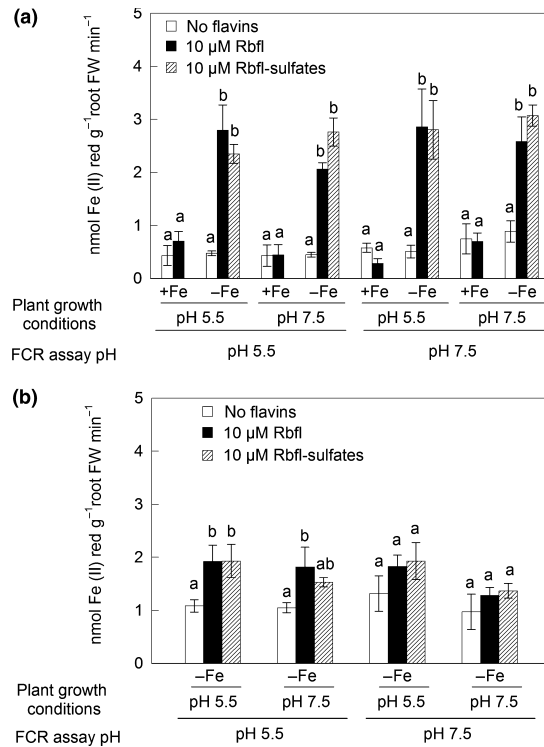 (a)
No flavins
10 µM Rbfl
10 µM Rbfl-sulfates
nmol Fe (II) red g⁻¹root FW min⁻¹
5
4
3
2
1
0
a a a b b a a a b b a a a b b a a a b b
+Fe –Fe +Fe –Fe +Fe –Fe +Fe –Fe
Plant growth conditions
pH 5.5 pH 7.5 pH 5.5 pH 7.5
FCR assay pH
pH 5.5 pH 7.5
(b)
No flavins
10 µM Rbfl
10 µM Rbfl-sulfates
nmol Fe (II) red g⁻¹root FW min⁻¹
5
4
3
2
1
0
a b b a b ab a a a a a a
–Fe –Fe –Fe –Fe
Plant growth conditions
pH 5.5 pH 7.5 pH 5.5 pH 7.5
FCR assay pH
pH 5.5 pH 7.5